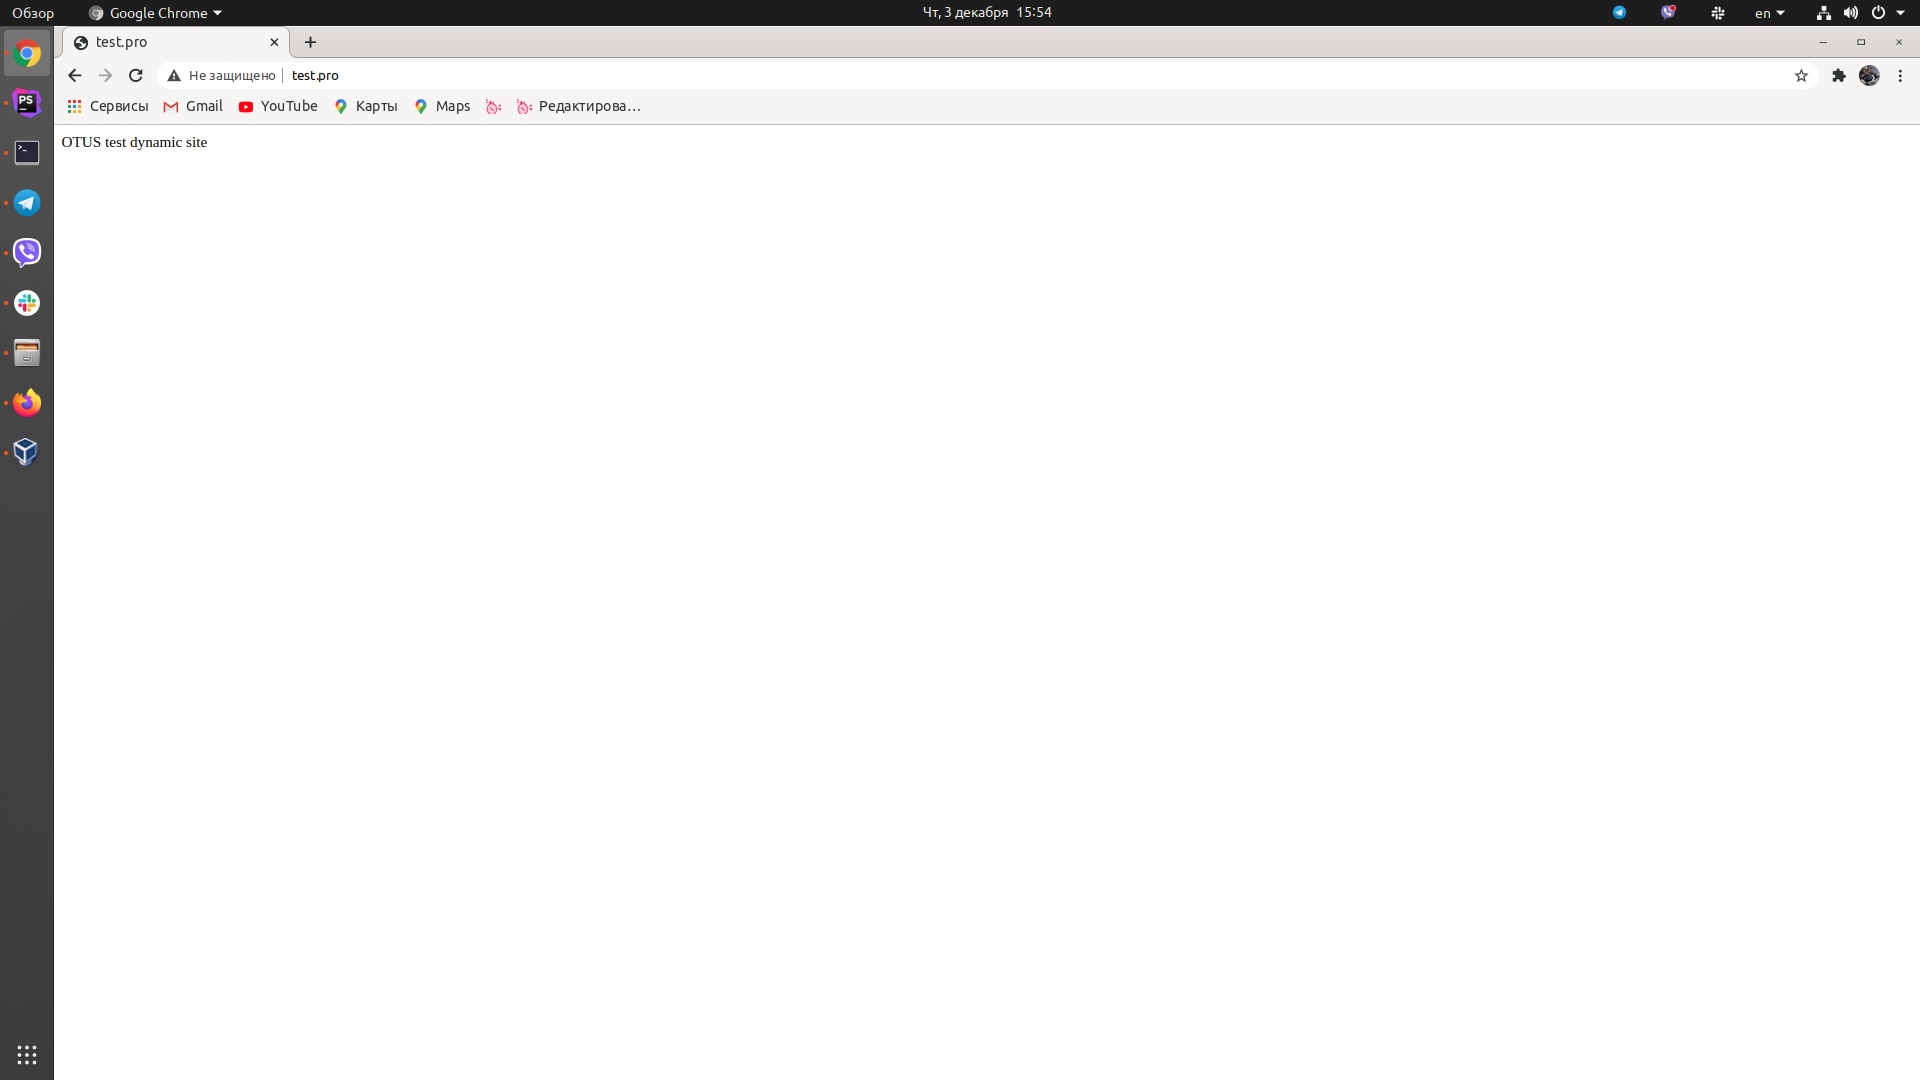 Обзор
Google Chrome
Чт, 3 декабря 15:54
en
test.pro
Не защищено
test.pro
Сервисы
Gmail
YouTube
Карты
Maps
Редактирова…
OTUS test dynamic site
PS